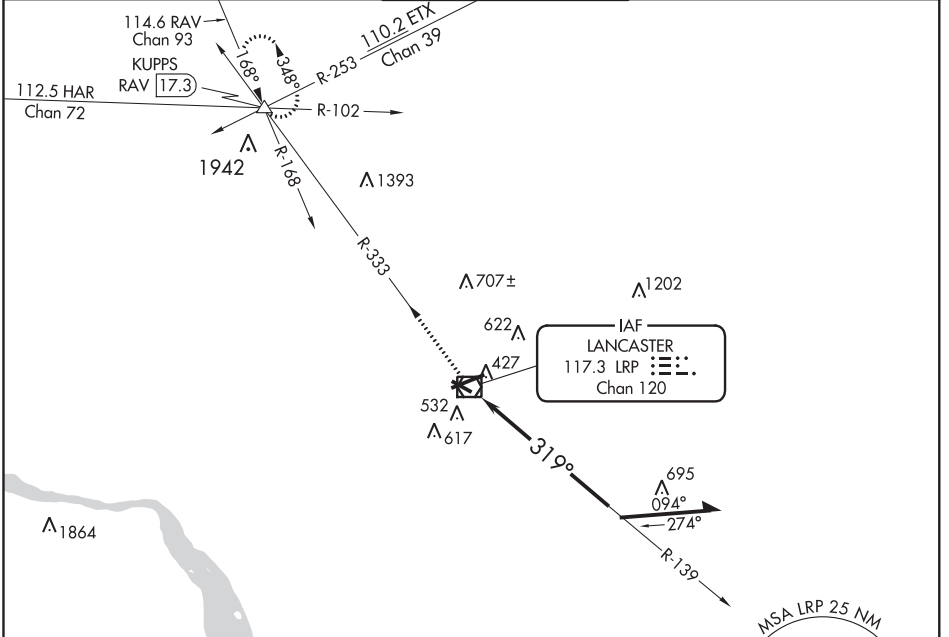 114.6 RAV
Chan 93
KUPPS
RAV 17.3
112.5 HAR
Chan 72
168°
348°
R-253
110.2 ETX
Chan 39
R-102
1942
R-168
1393
R-333
707±
1202
622
427
IAF
LANCASTER
117.3 LRP
Chan 120
532
617
319°
695
094°
274°
1864
R-139
MSA LRP 25 NM